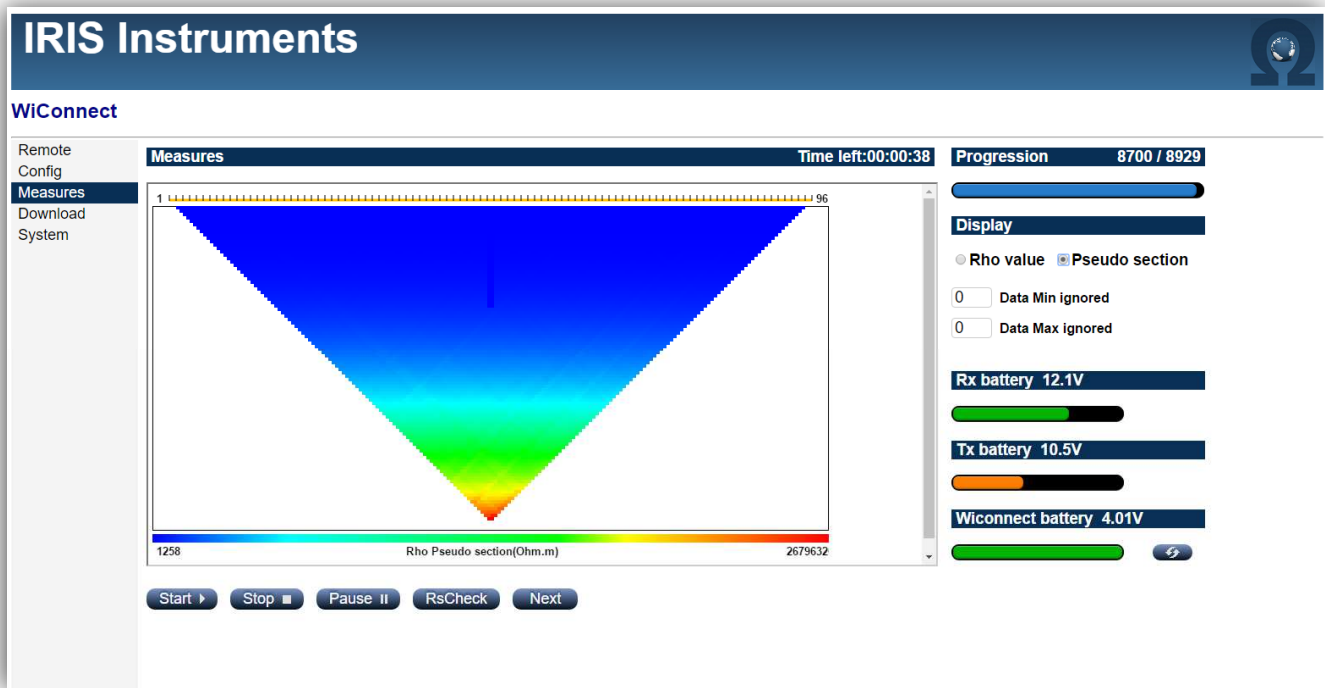 IRIS Instruments
WiConnect
Remote
Config
Measures
Download
System
Measures Time left:00:00:38
1 96
1258 Rho Pseudo section(Ohm.m) 2679632
Start Stop Pause RsCheck Next
Progression 8700 / 8929
Display
Rho value Pseudo section
0 Data Min ignored
0 Data Max ignored
Rx battery 12.1V
Tx battery 10.5V
Wiconnect battery 4.01V